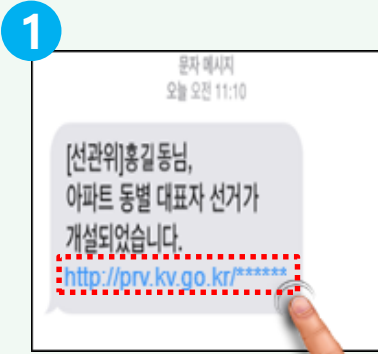 1
문자 메시지
오늘 오전 11:10
[선관위]홍길동님,
아파트 동별 대표자 선거가
개설되었습니다.
http://prv.kv.go.kr/******